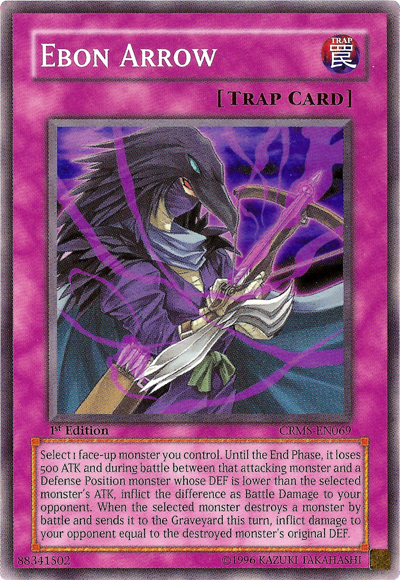 EBON ARROW
TRAP
罠
[TRAP CARD]
1st Edition
CRMS-EN069
Select 1 face-up monster you control. Until the End Phase, it loses
500 ATK and during battle between that attacking monster and a
Defense Position monster whose DEF is lower than the selected
monster's ATK, inflict the difference as Battle Damage to your
opponent. When the selected monster destroys a monster by
battle and sends it to the Graveyard this turn, inflict damage to
your opponent equal to the destroyed monster's original DEF.
88341502
©1996 KAZUKI TAKAHASHI